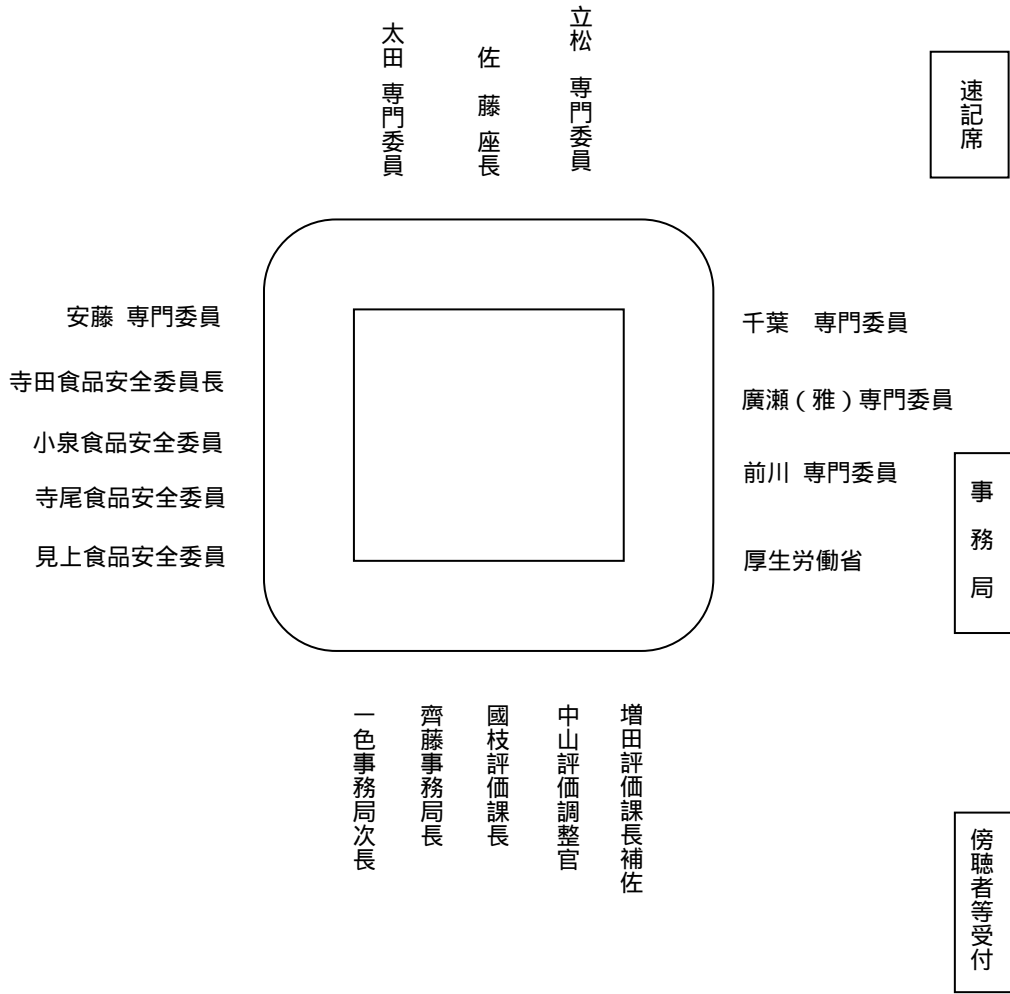 太田 専門委員
佐 藤 座長
立松 専門委員
速記席
安藤 専門委員
寺田食品安全委員長
小泉食品安全委員
寺尾食品安全委員
見上食品安全委員
千葉　専門委員
廣瀬（雅）専門委員
前川 専門委員
厚生労働省
事 務 局
一色事務局次長
齊藤事務局長
國枝評価課長
中山評価調整官
増田評価課長補佐
傍聴者等受付